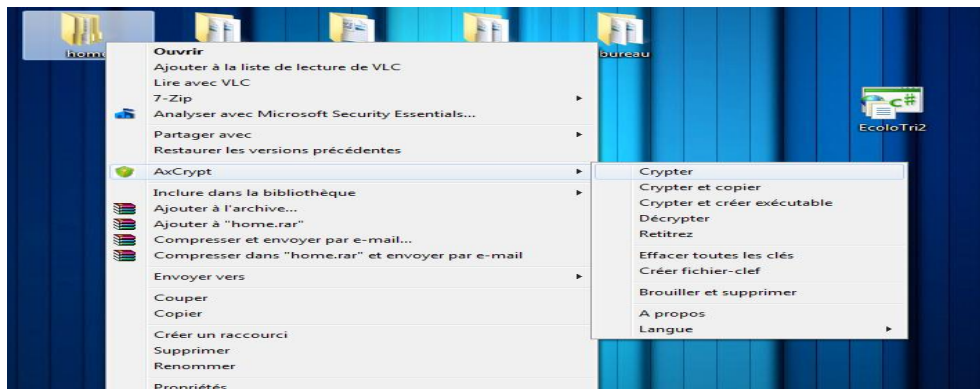 home
bureau
C#
EcoloTri2
Ouvrir
Ajouter à la liste de lecture de VLC
Lire avec VLC
7-Zip
Analyser avec Microsoft Security Essentials...
Partager avec
Restaurer les versions précédentes
AxCrypt
Inclure dans la bibliothèque
Ajouter à l'archive...
Ajouter à "home.rar"
Compresser et envoyer par e-mail...
Compresser dans "home.rar" et envoyer par e-mail
Envoyer vers
Couper
Copier
Créer un raccourci
Supprimer
Renommer
Propriétés
Crypter
Crypter et copier
Crypter et créer exécutable
Décrypter
Retitrez
Effacer toutes les clés
Créer fichier-clef
Brouiller et supprimer
A propos
Langue